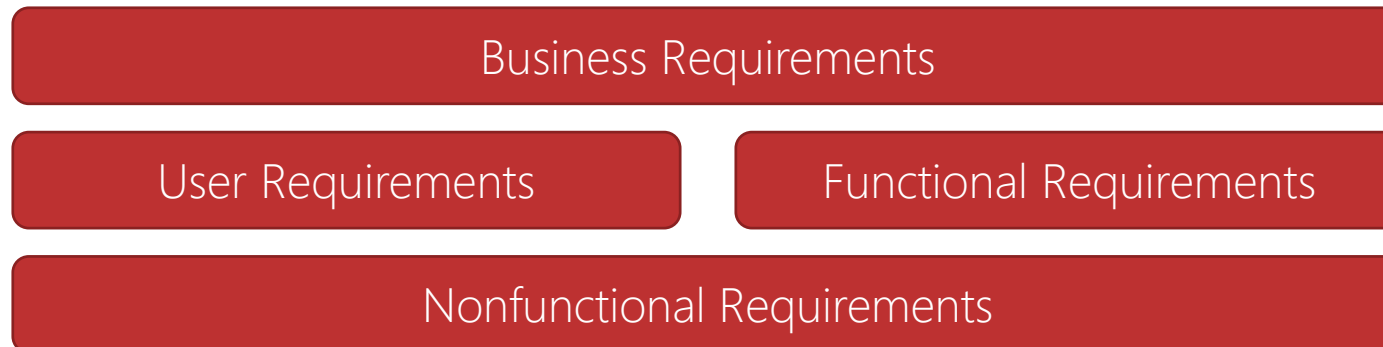 Business Requirements
User Requirements
Functional Requirements
Nonfunctional Requirements